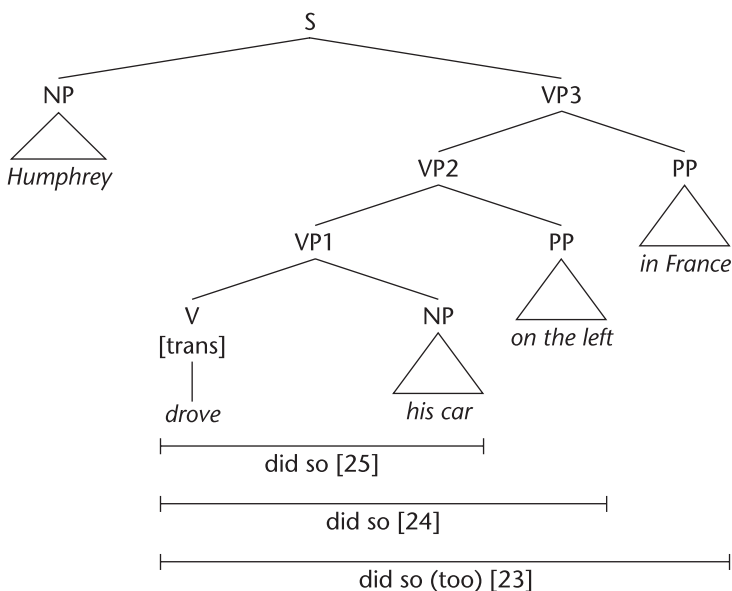 S
NP
VP3
Humphrey
VP2
PP
VP1
PP
in France
V
NP
on the left
[trans]
drove
his car
did so [25]
did so [24]
did so (too) [23]